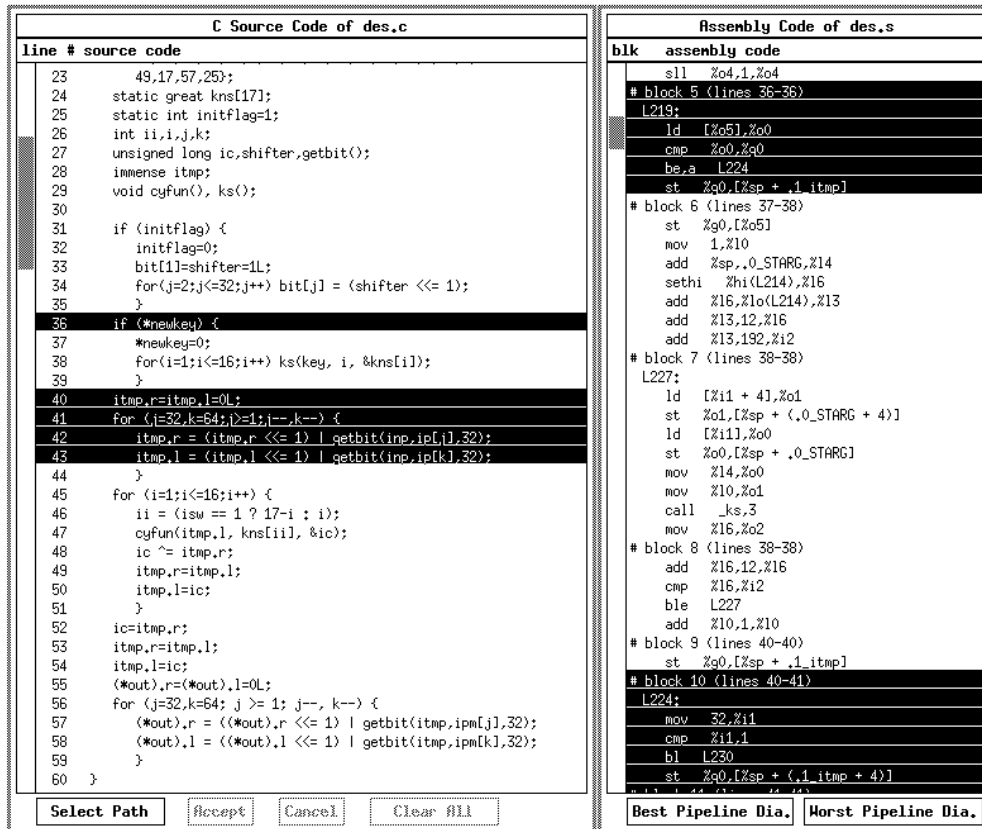 C Source Code of des.c
line # source code
23 49,17,57,25};
24 static great kns[17];
25 static int initflag=1;
26 int ii,i,j,k;
27 unsigned long ic,shifter,getbit();
28 immense itmp;
29 void cyfun(), ks();
30
31 if (initflag) {
32 initflag=0;
33 bit[1]=shifter=1L;
34 for(j=2;j<=32;j++) bit[j] = (shifter <<= 1);
35 }
36 if (*newkey) {
37 *newkey=0;
38 for(i=1;i<=16;i++) ks(key, i, &kns[i]);
39 }
40 itmp.r=itmp.l=0L;
41 for (j=32,k=64;j>=1;j--,k--) {
42 itmp.r = (itmp.r <<= 1) | getbit(inp,ip[j],32);
43 itmp.l = (itmp.l <<= 1) | getbit(inp,ip[k],32);
44 }
45 for (i=1;i<=16;i++) {
46 ii = (isw == 1 ? 17-i : i);
47 cyfun(itmp.l, kns[ii], &ic);
48 ic ^= itmp.r;
49 itmp.r=itmp.l;
50 itmp.l=ic;
51 }
52 ic=itmp.r;
53 itmp.r=itmp.l;
54 itmp.l=ic;
55 (*out).r=(*out).l=0L;
56 for (j=32,k=64; j >= 1; j--, k--) {
57 (*out).r = ((*out).r <<= 1) | getbit(itmp,ipm[j],32);
58 (*out).l = ((*out).l <<= 1) | getbit(itmp,ipm[k],32);
59 }
60 }
Select Path Accept Cancel Clear All
Assembly Code of des.s
blk assembly code
sll %o4,1,%o4
# block 5 (lines 36-36)
L219:
ld [%o5],%o0
cmp %o0,%g0
be,a L224
st %g0,[%sp + .1_itmp]
# block 6 (lines 37-38)
st %g0,[%o5]
mov 1,%l0
add %sp,.0_STARG,%l4
sethi %hi(L214),%l6
add %l6,%lo(L214),%l3
add %l3,12,%l6
add %l3,192,%i2
# block 7 (lines 38-38)
L227:
ld [%i1 + 4],%o1
st %o1,[%sp + (.0_STARG + 4)]
ld [%i1],%o0
st %o0,[%sp + .0_STARG]
mov %l4,%o0
mov %l0,%o1
call _ks,3
mov %l6,%o2
# block 8 (lines 38-38)
add %l6,12,%l6
cmp %l6,%i2
ble L227
add %l0,1,%l0
# block 9 (lines 40-40)
st %g0,[%sp + .1_itmp]
# block 10 (lines 40-41)
L224:
mov 32,%i1
cmp %i1,1
bl L230
st %g0,[%sp + (.1_itmp + 4)]
Best Pipeline Dia. Worst Pipeline Dia.